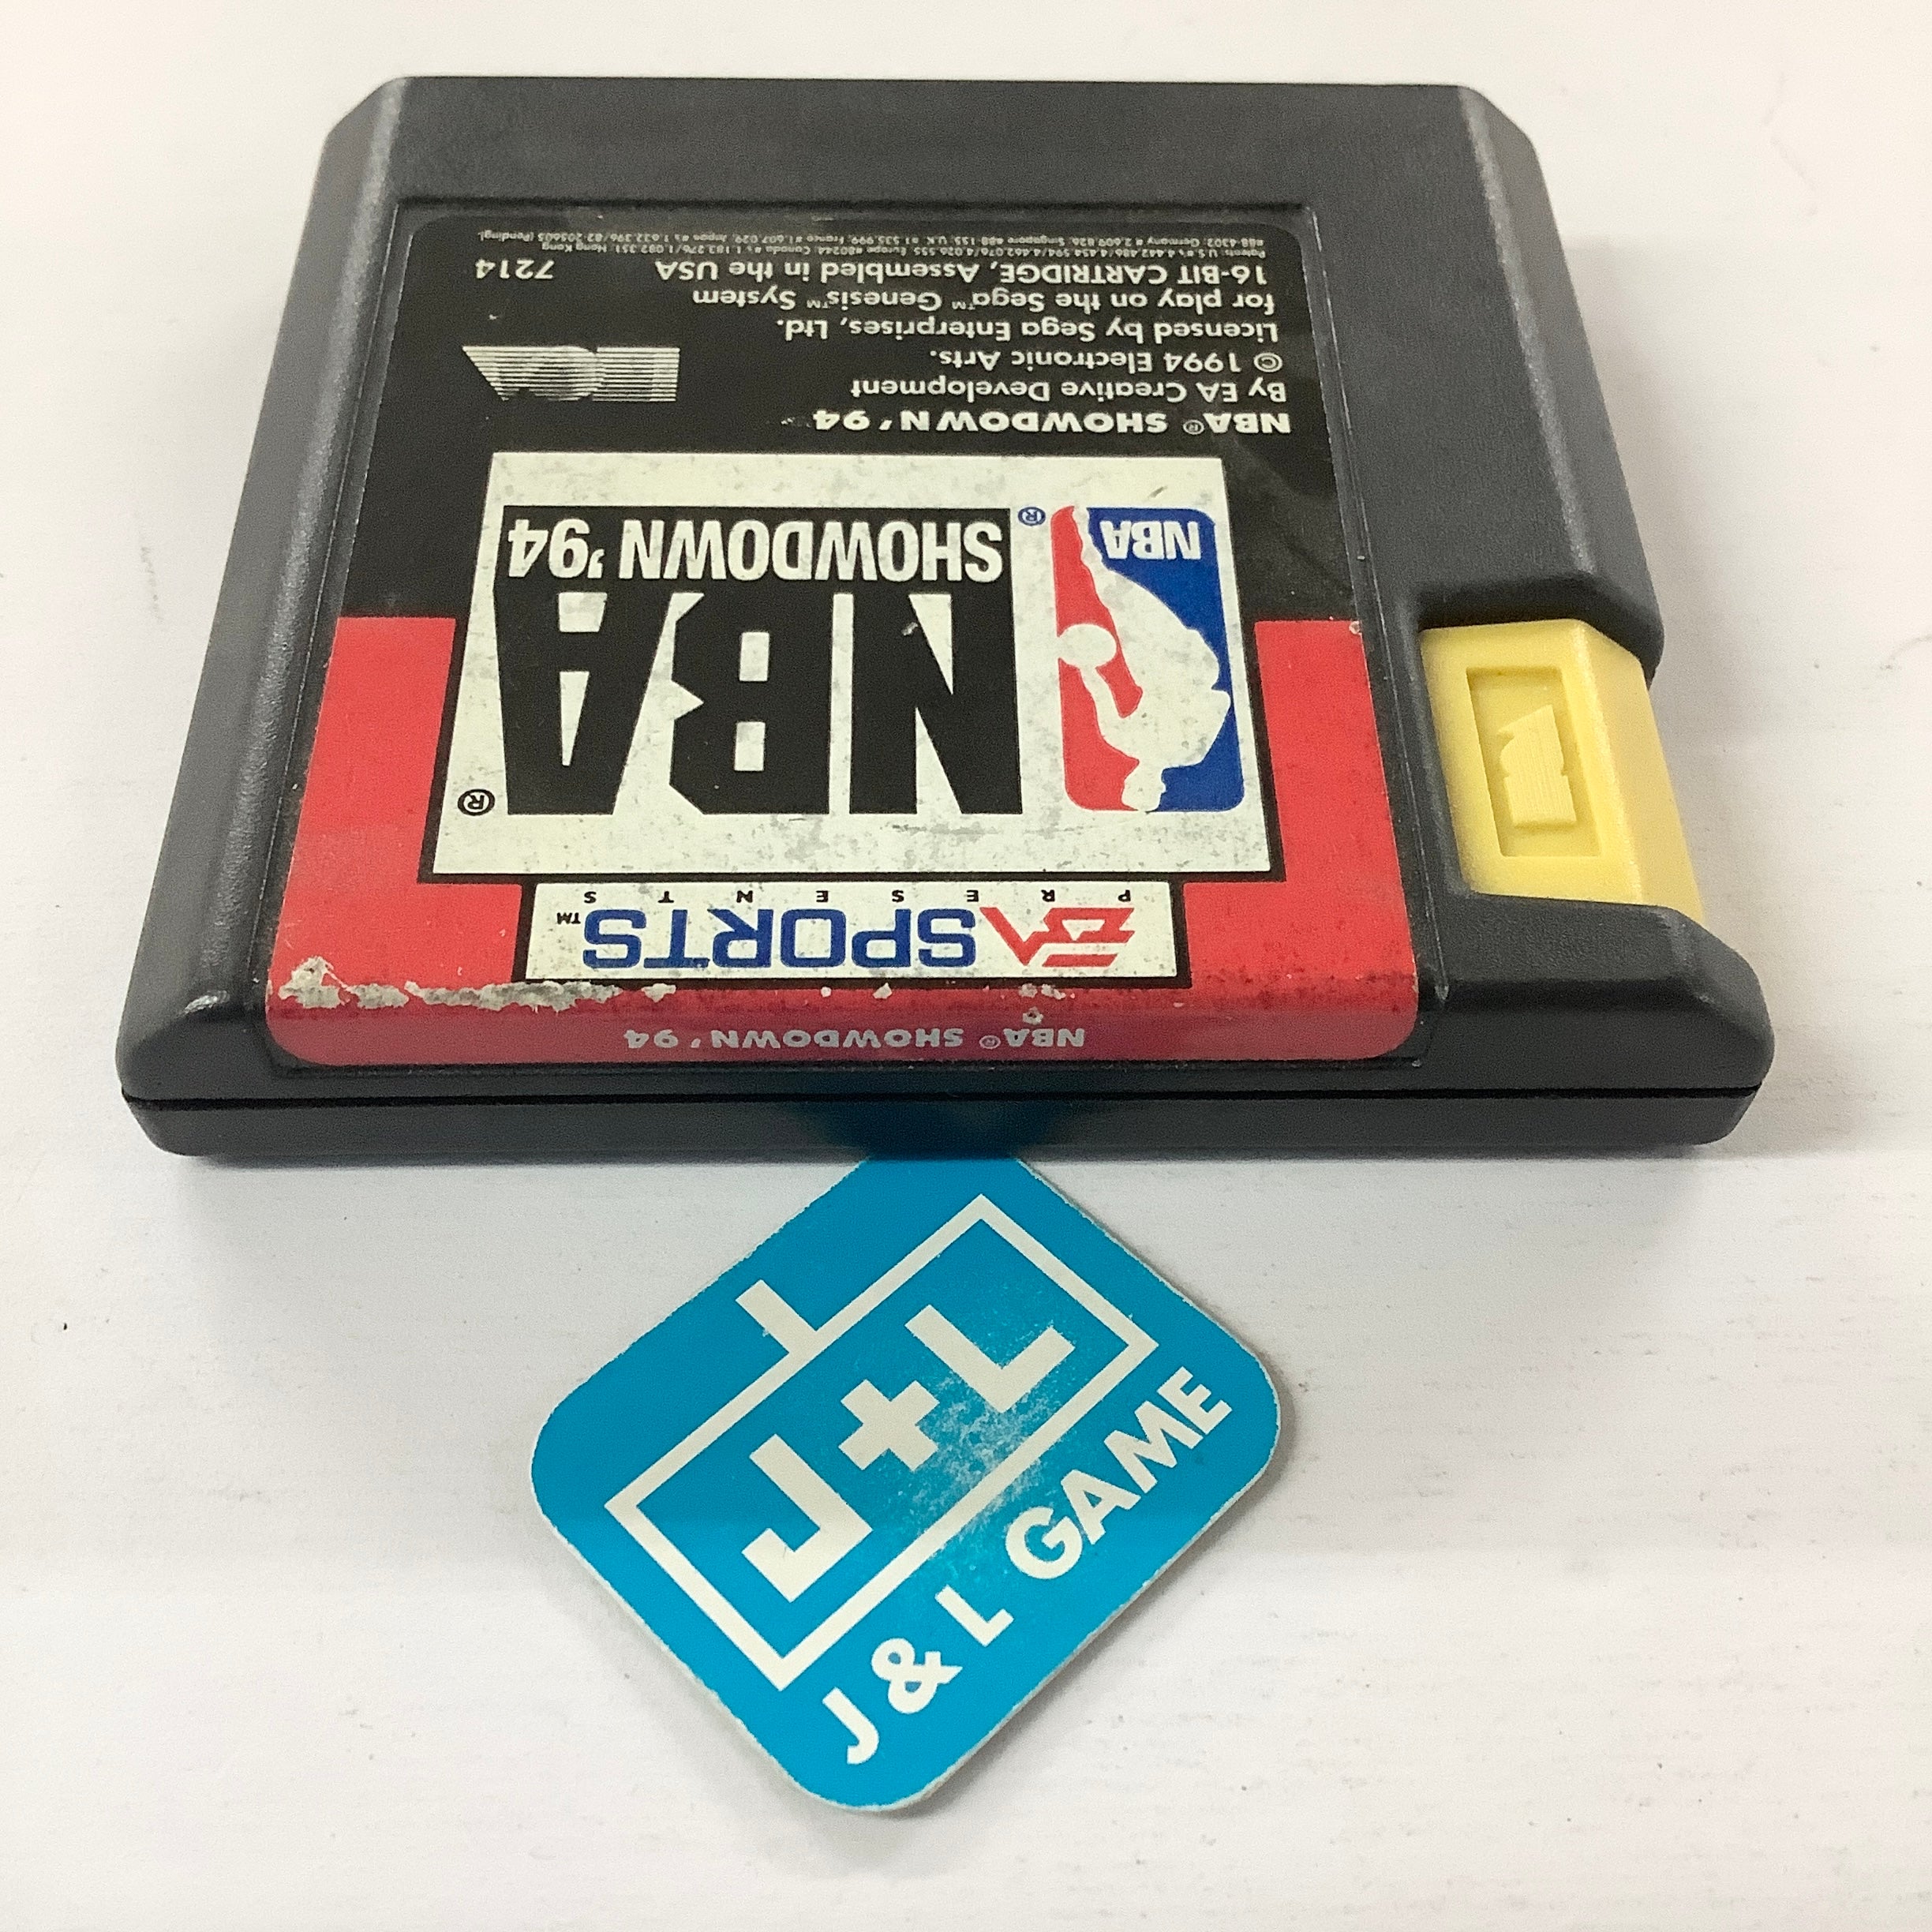 NBA® SHOWDOWN '94
EA SPORTS™
PRESENTS
NBA®
SHOWDOWN '94
NBA®
NBA® SHOWDOWN '94
By EA Creative Development
© 1994 Electronic Arts.
Licensed by Sega Enterprises, Ltd.
for play on the Sega™ Genesis™ System
16-BIT CARTRIDGE, Assembled in the USA 7214
EA
J+L
J & L GAME